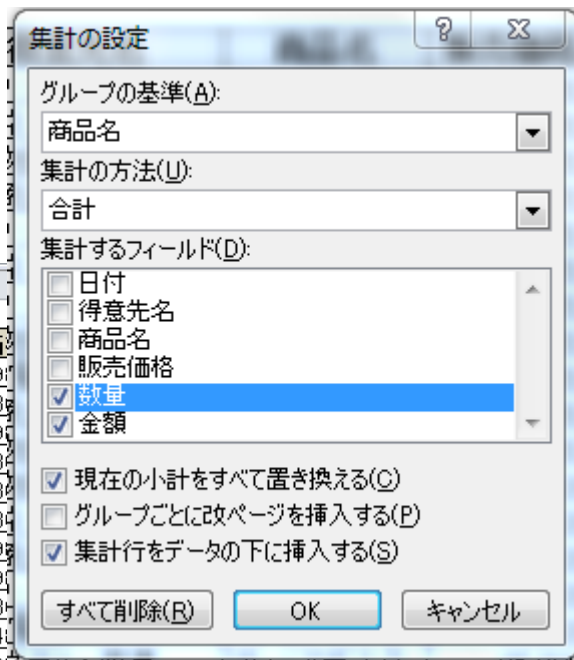 集計の設定
グループの基準(A):
商品名
集計の方法(U):
合計
集計するフィールド(D):
日付
得意先名
商品名
販売価格
数量
金額
現在の小計をすべて置き換える(C)
グループごとに改ページを挿入する(P)
集計行をデータの下に挿入する(S)
すべて削除(R) OK キャンセル